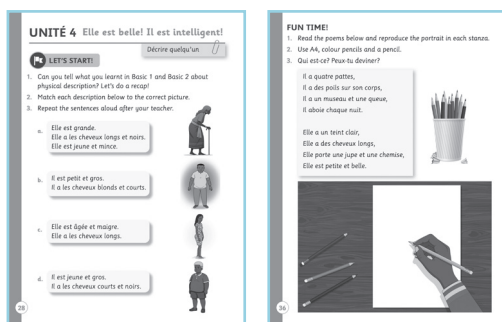 UNITÉ 4 Elle est belle! Il est intelligent!
Décrire quelqu'un
LET'S START!
1. Can you tell what you learnt in Basic 1 and Basic 2 about
physical description? Let's do a recap!
2. Match each description below to the correct picture.
3. Repeat the sentences aloud after your teacher.
a. Elle est grande.
Elle a les cheveux longs et noirs.
Elle est jeune et mince.
b. Il est petit et gros.
Il a les cheveux blonds et courts.
c. Elle est âgée et maigre.
Elle a les cheveux longs.
d. Il est jeune et gros.
Il a les cheveux courts et noirs.
28
FUN TIME!
1. Read the poems below and reproduce the portrait in each stanza.
2. Use A4, colour pencils and a pencil.
3. Qui est-ce? Peux-tu deviner?
Il a quatre pattes,
Il a des poils sur son corps,
Il a un museau et une queue,
Il aboie chaque nuit.
Elle a un teint clair,
Elle a des cheveux longs,
Elle porte une jupe et une chemise,
Elle est petite et belle.
36